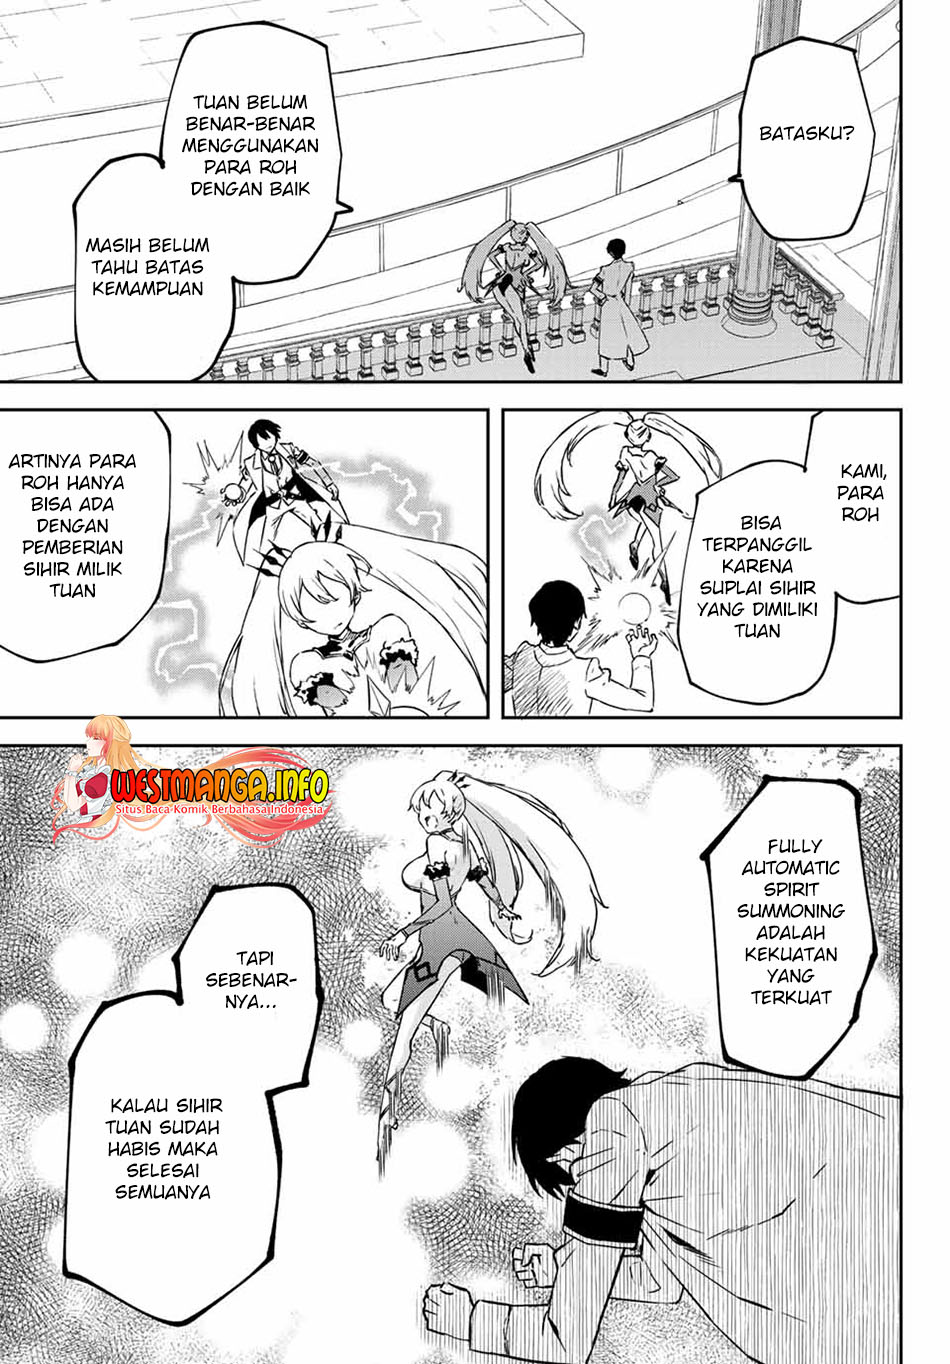 BATASKU?
TUAN BELUM
BENAR-BENAR
MENGGUNAKAN
PARA ROH
DENGAN BAIK
MASIH BELUM
TAHU BATAS
KEMAMPUAN
KAMI,
PARA
ROH
BISA
TERPANGGIL
KARENA
SUPLAI SIHIR
YANG DIMILIKI
TUAN
ARTINYA PARA
ROH HANYA
BISA ADA
DENGAN
PEMBERIAN
SIHIR MILIK
TUAN
FULLY
AUTOMATIC
SPIRIT
SUMMONING
ADALAH
KEKUATAN
YANG
TERKUAT
TAPI
SEBENAR-
NYA...
KALAU SIHIR
TUAN SUDAH
HABIS MAKA
SELESAI
SEMUANYA
WESTMANGA.INFO
Situs Baca Komik Berbahasa Indonesia